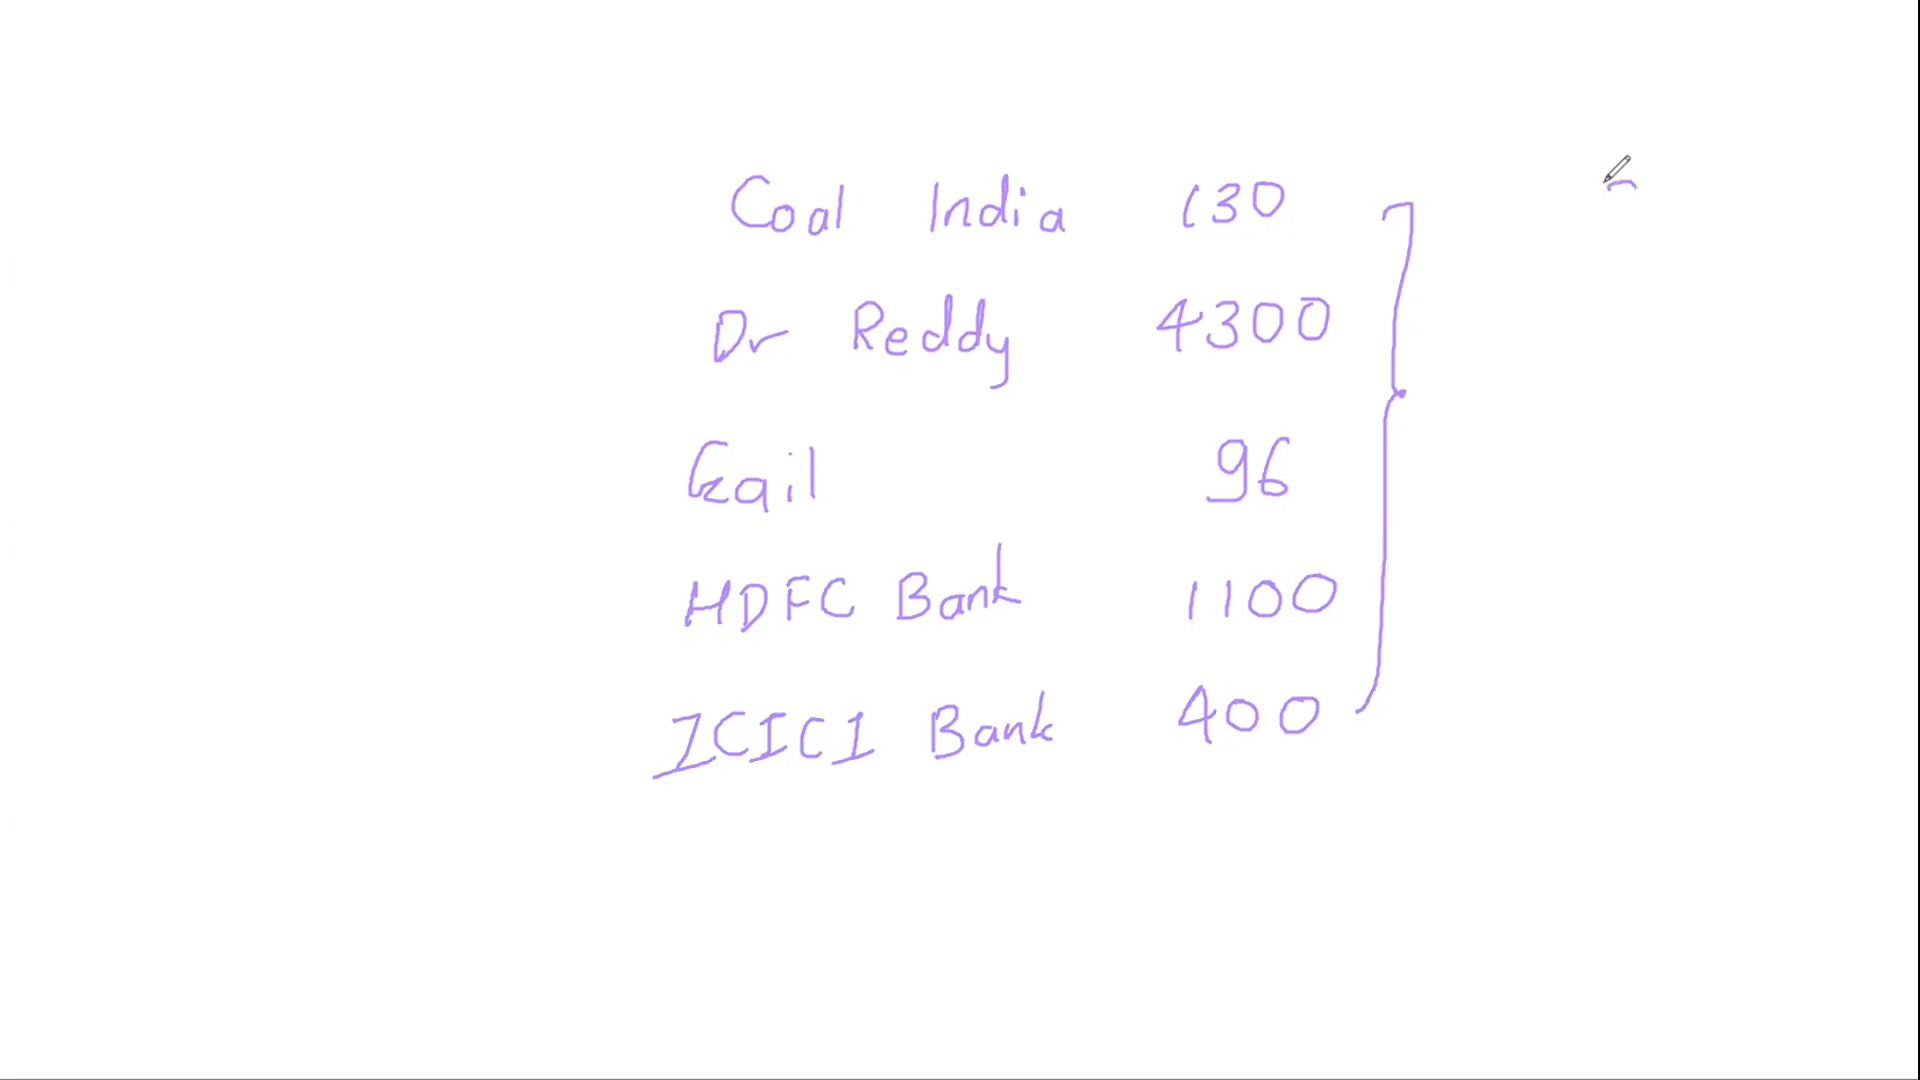 Coal India 130
Dr Reddy 4300
Gail 96
HDFC Bank 1100
ICICI Bank 400